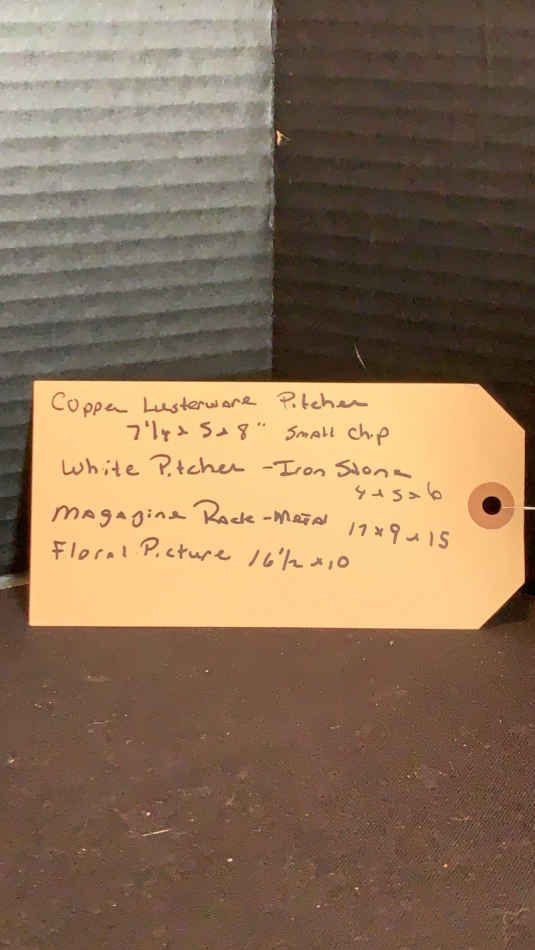 Copper Lusterware Pitcher
7 1/4 x 5 x 8" Small Chip
White Pitcher - Iron Stone
4 x 5 x 6
Magazine Rack - Metal 17 x 9 x 15
Floral Picture 16 1/2 x 10